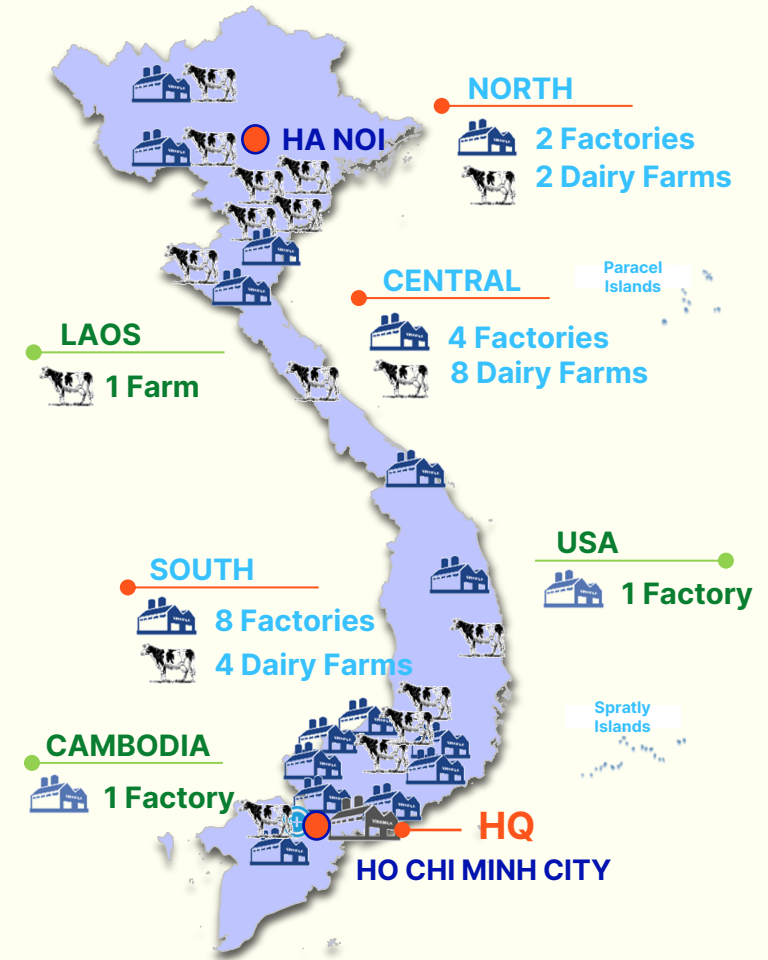 NORTH
HA NOI
2 Factories
2 Dairy Farms
Paracel
Islands
CENTRAL
LAOS
4 Factories
8 Dairy Farms
1 Farm
USA
SOUTH
1 Factory
8 Factories
4 Dairy Farms
Spratly
Islands
CAMBODIA
1 Factory
HQ
HO CHI MINH CITY